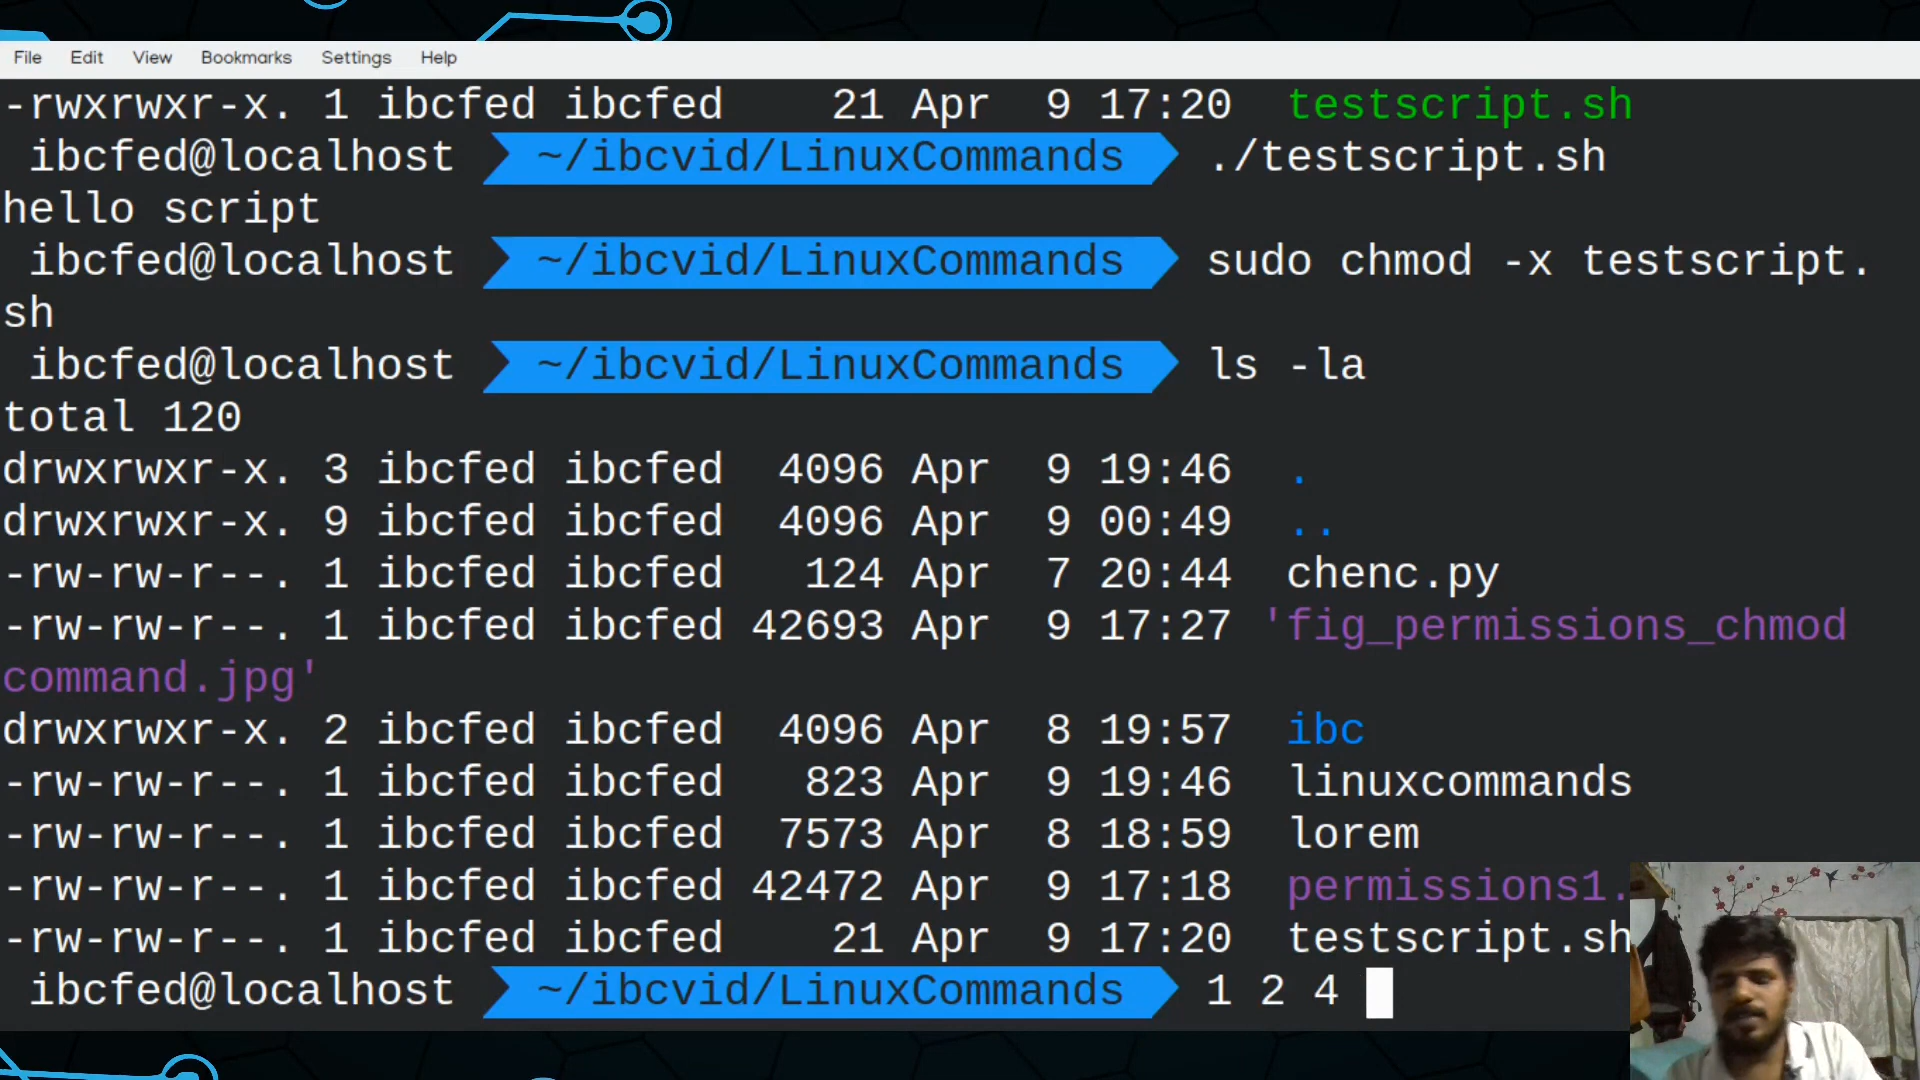 File Edit View Bookmarks Settings Help
-rwxrwxr-x. 1 ibcfed ibcfed    21 Apr  9 17:20  testscript.sh
ibcfed@localhost ~/ibcvid/LinuxCommands ./testscript.sh
hello script
ibcfed@localhost ~/ibcvid/LinuxCommands sudo chmod -x testscript.
sh
ibcfed@localhost ~/ibcvid/LinuxCommands ls -la
total 120
drwxrwxr-x. 3 ibcfed ibcfed  4096 Apr  9 19:46  .
drwxrwxr-x. 9 ibcfed ibcfed  4096 Apr  9 00:49  ..
-rw-rw-r--. 1 ibcfed ibcfed   124 Apr  7 20:44  chenc.py
-rw-rw-r--. 1 ibcfed ibcfed 42693 Apr  9 17:27 'fig_permissions_chmod
command.jpg'
drwxrwxr-x. 2 ibcfed ibcfed  4096 Apr  8 19:57  ibc
-rw-rw-r--. 1 ibcfed ibcfed   823 Apr  9 19:46  linuxcommands
-rw-rw-r--. 1 ibcfed ibcfed  7573 Apr  8 18:59  lorem
-rw-rw-r--. 1 ibcfed ibcfed 42472 Apr  9 17:18  permissions1.
-rw-rw-r--. 1 ibcfed ibcfed    21 Apr  9 17:20  testscript.sh
ibcfed@localhost ~/ibcvid/LinuxCommands 1 2 4